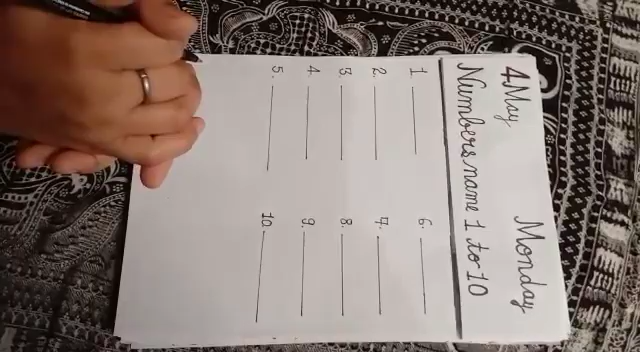 4 May Monday
Numbers name 1 to 10
1. 6.
2. 7.
3. 8.
4. 9.
5. 10.